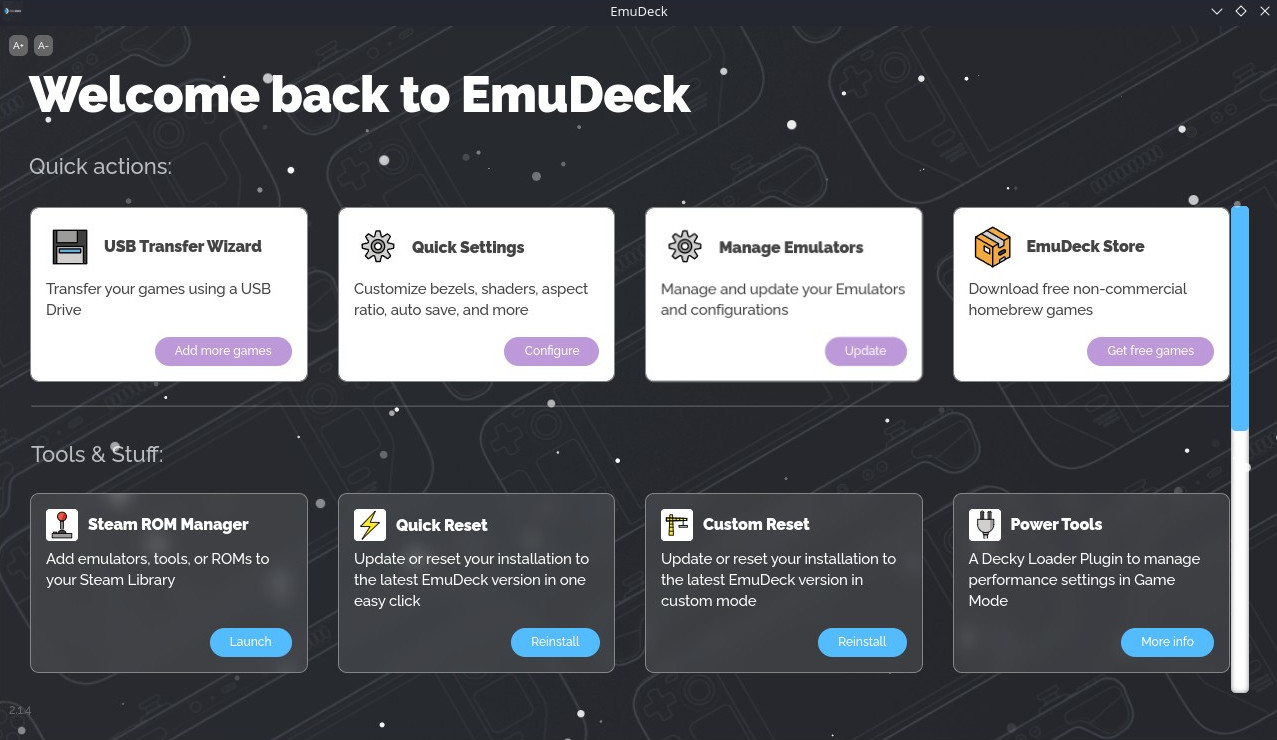 EmuDeck
A+ A-
Welcome back to EmuDeck
Quick actions:
USB Transfer Wizard
Transfer your games using a USB
Drive
Add more games
Quick Settings
Customize bezels, shaders, aspect
ratio, auto save, and more
Configure
Manage Emulators
Manage and update your Emulators
and configurations
Update
EmuDeck Store
Download free non-commercial
homebrew games
Get free games
Tools & Stuff:
Steam ROM Manager
Add emulators, tools, or ROMs to
your Steam Library
Launch
Quick Reset
Update or reset your installation to
the latest EmuDeck version in one
easy click
Reinstall
Custom Reset
Update or reset your installation to
the latest EmuDeck version in
custom mode
Reinstall
Power Tools
A Decky Loader Plugin to manage
performance settings in Game
Mode
More info
2.1.4